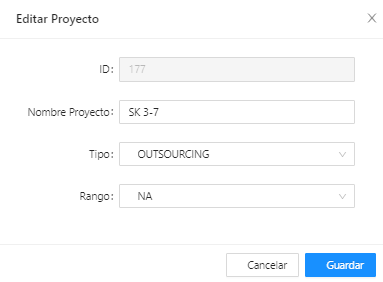 Editar Proyecto
ID: 177
Nombre Proyecto: SK 3-7
Tipo: OUTSOURCING
Rango: NA
Cancelar Guardar